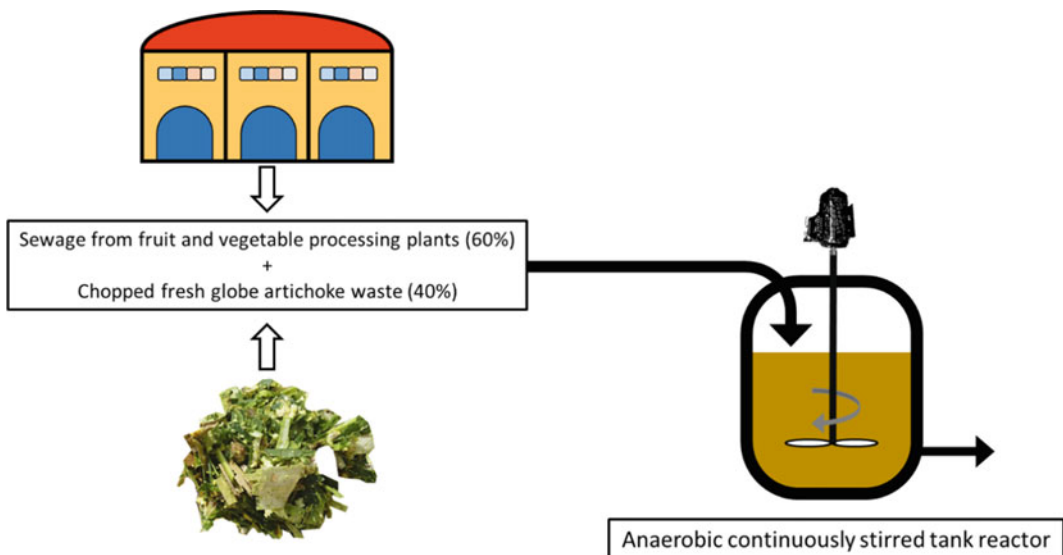 Sewage from fruit and vegetable processing plants (60%)
+
Chopped fresh globe artichoke waste (40%)
Anaerobic continuously stirred tank reactor